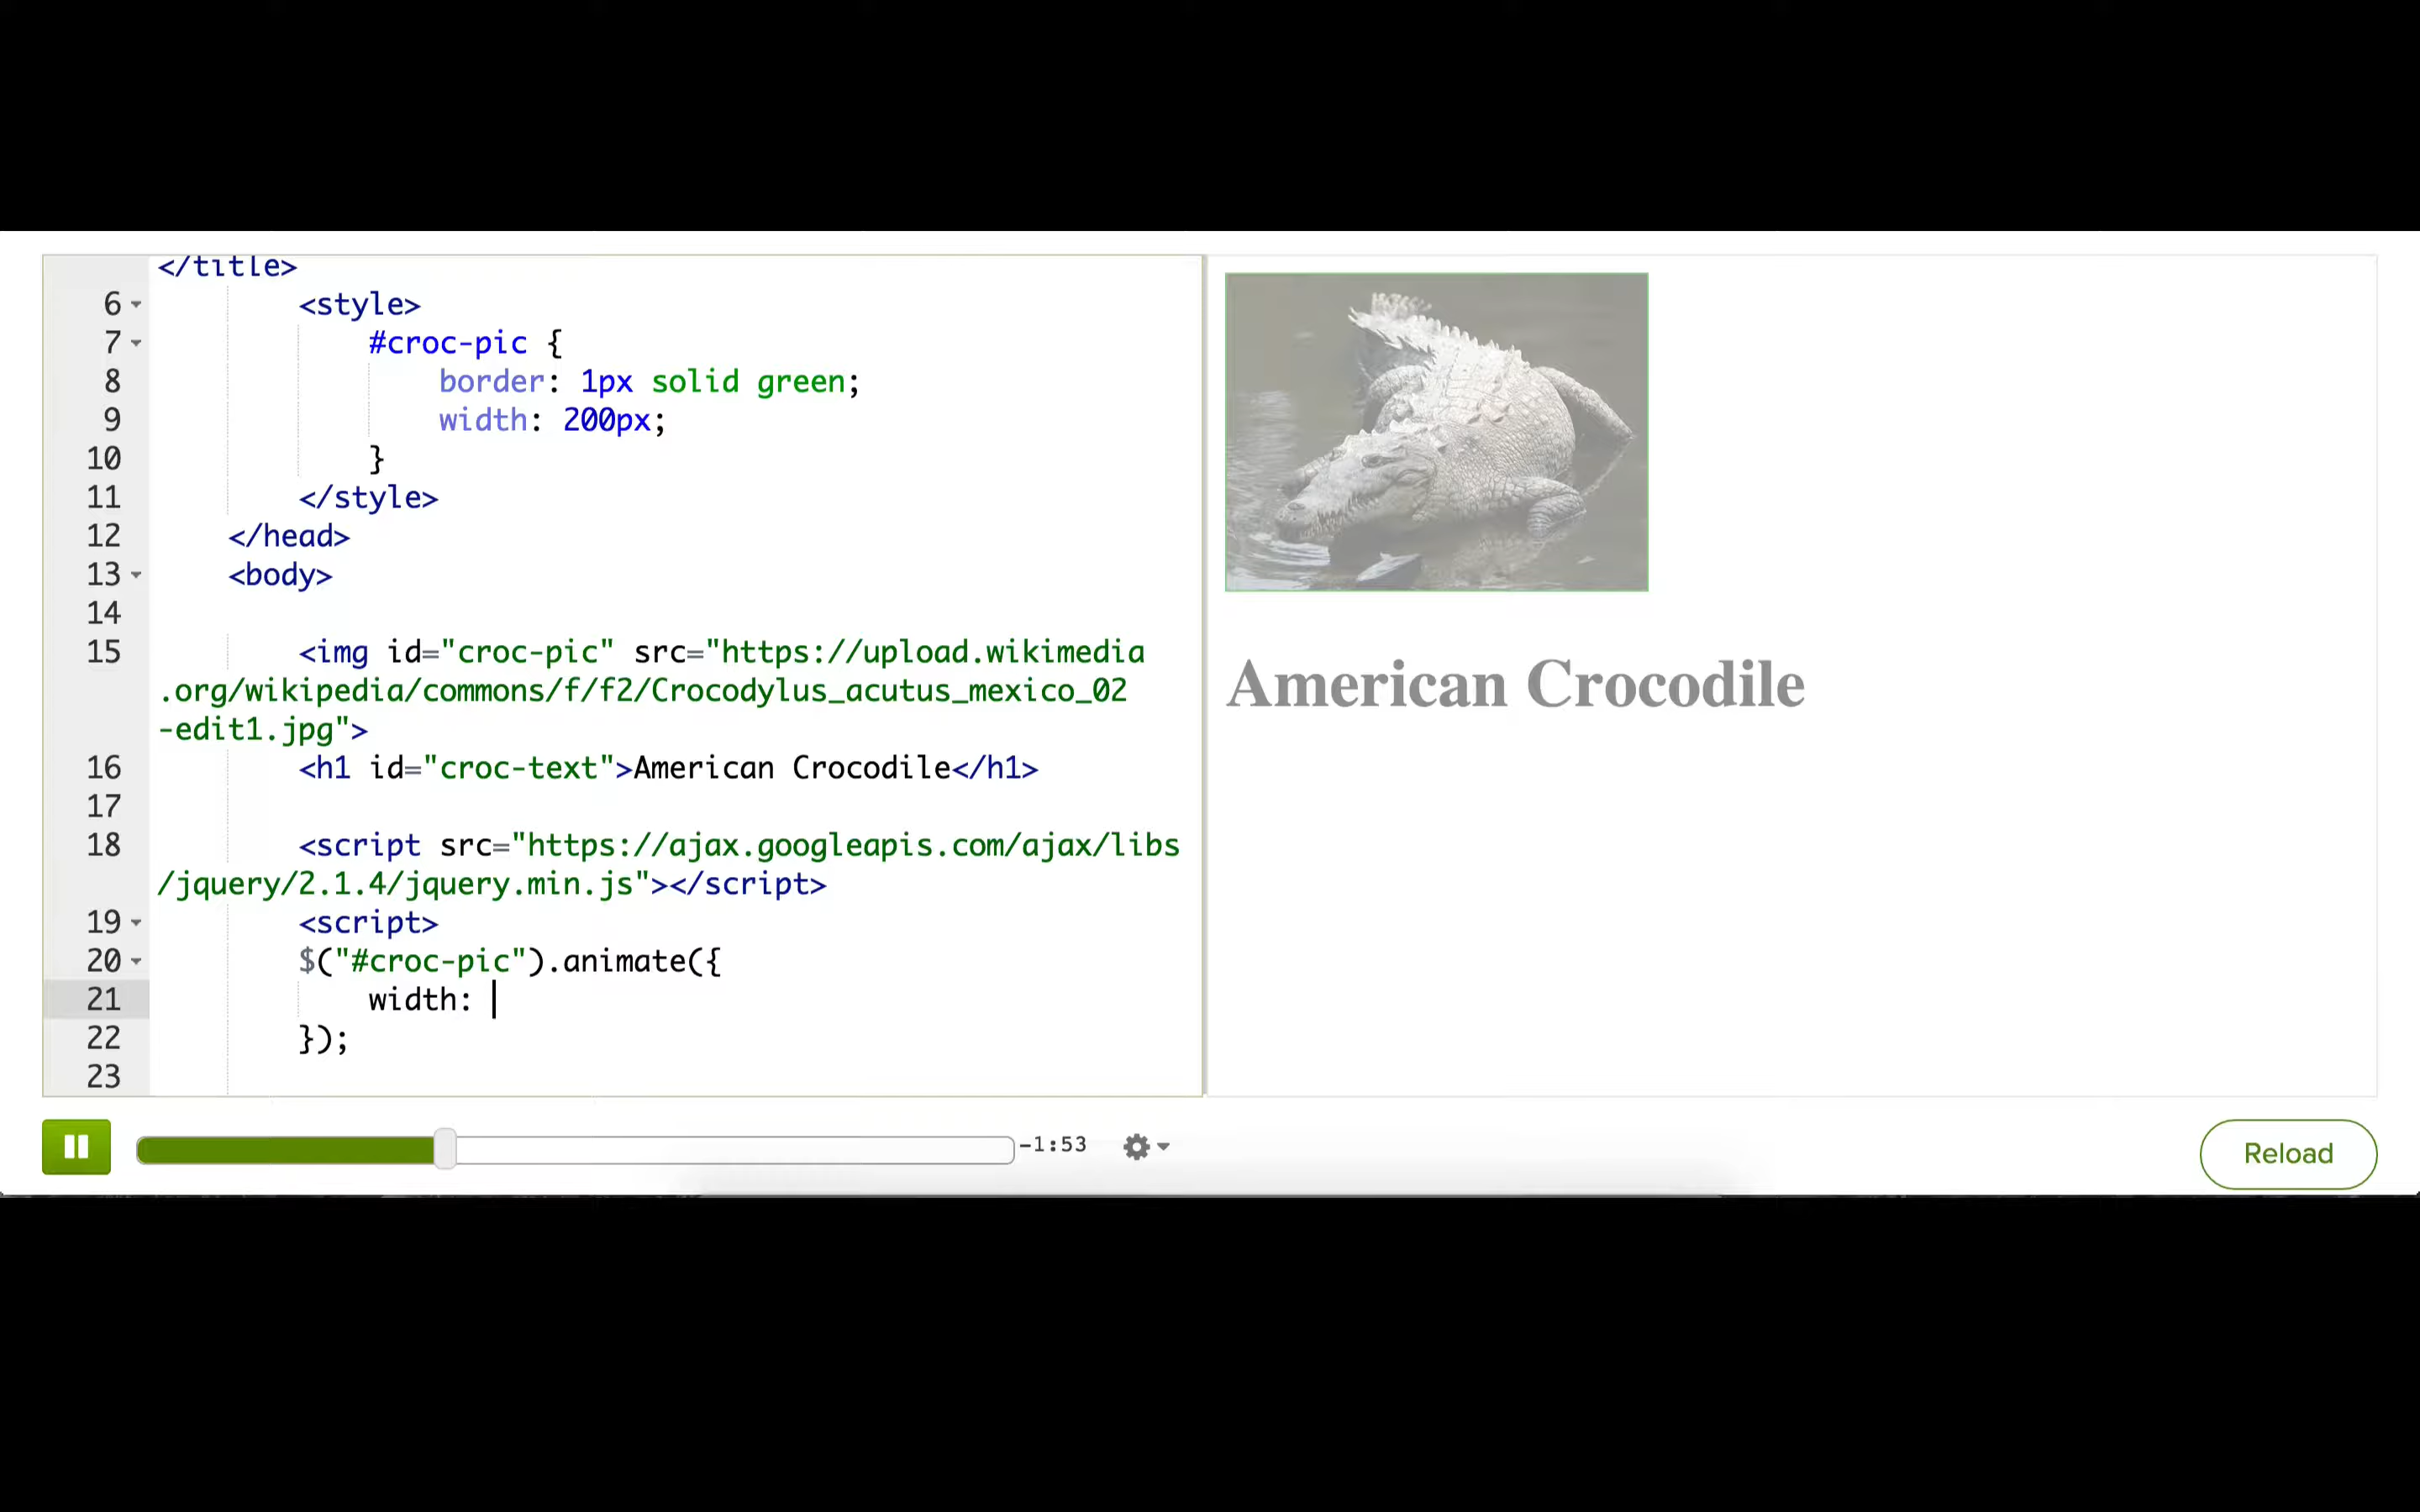 </title>
6 <style>
7 #croc-pic {
8 border: 1px solid green;
9 width: 200px;
10 }
11 </style>
12 </head>
13 <body>
14
15 <img id="croc-pic" src="https://upload.wikimedia
.org/wikipedia/commons/f/f2/Crocodylus_acutus_mexico_02
-edit1.jpg">
16 <h1 id="croc-text">American Crocodile</h1>
17
18 <script src="https://ajax.googleapis.com/ajax/libs
/jquery/2.1.4/jquery.min.js"></script>
19 <script>
20 $("#croc-pic").animate({
21 width:
22 });
23
American Crocodile
-1:53
Reload